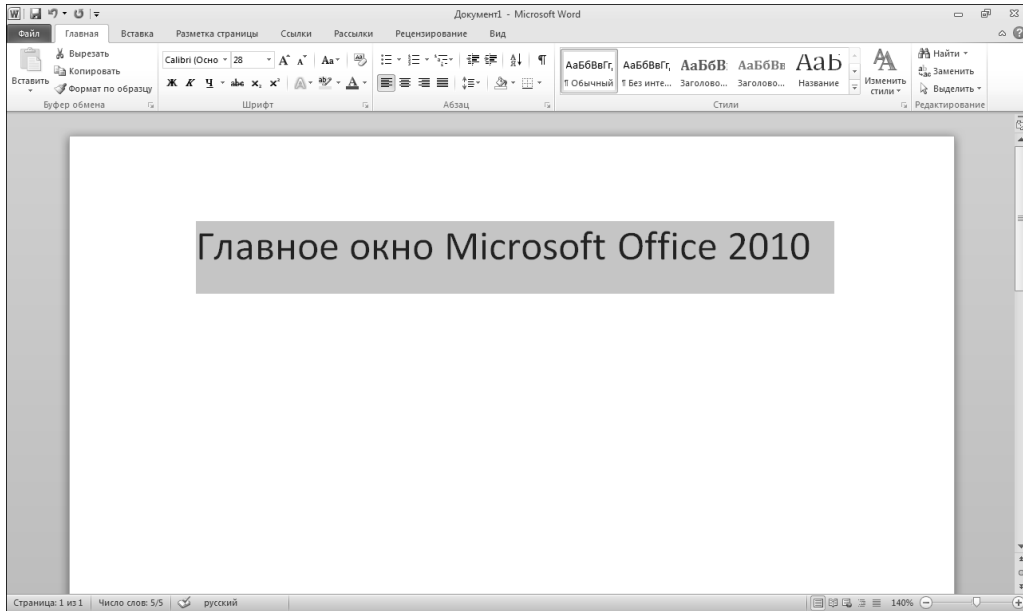 Документ1 - Microsoft Word
Файл Главная Вставка Разметка страницы Ссылки Рассылки Рецензирование Вид
Вставить
Вырезать
Копировать
Формат по образцу
Буфер обмена
Calibri (Осно 28
Ж К Ч abc x, x²
Шрифт
Абзац
АаБбВвГг, АаБбВвГг, АаБбВ АаБбВв АаЬ
¶ Обычный ¶ Без инте... Заголово... Заголово... Название
Изменить стили
Стили
Найти
Заменить
Выделить
Редактирование
Главное окно Microsoft Office 2010
Страница: 1 из 1 Число слов: 5/5 русский 140%